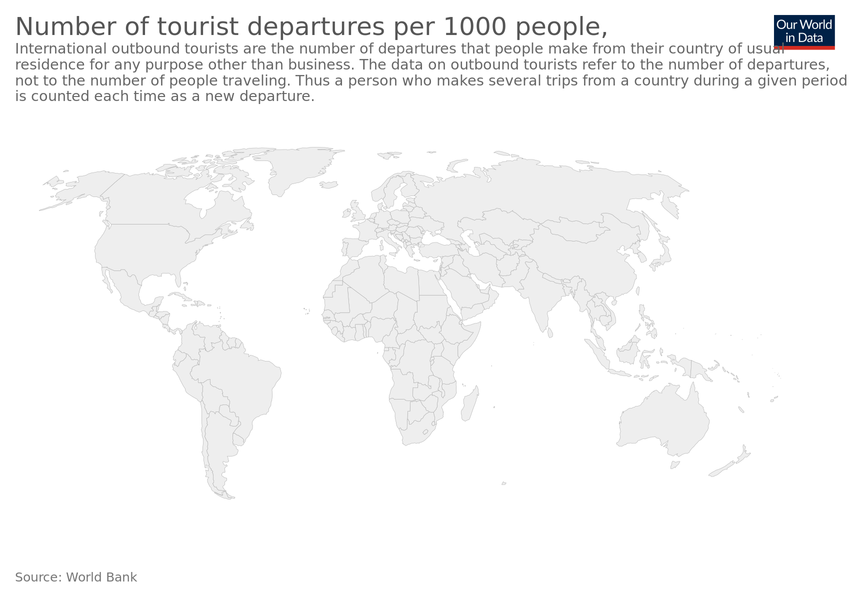 Number of tourist departures per 1000 people,
Our World
in Data
International outbound tourists are the number of departures that people make from their country of usual
residence for any purpose other than business. The data on outbound tourists refer to the number of departures,
not to the number of people traveling. Thus a person who makes several trips from a country during a given period
is counted each time as a new departure.
Source: World Bank